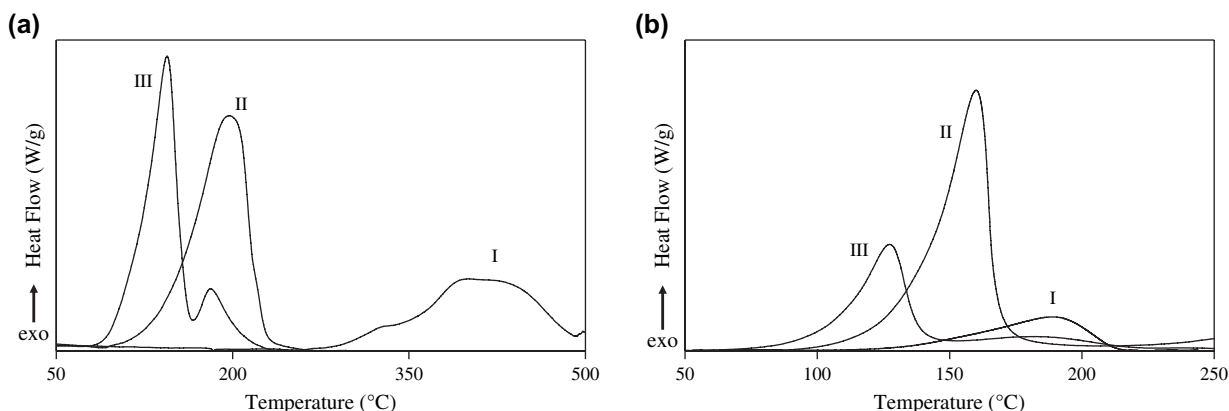 (a)
III
II
I
Heat Flow (W/g)
exo
50
200
350
500
Temperature (°C)
(b)
II
III
I
Heat Flow (W/g)
exo
50
100
150
200
250
Temperature (°C)